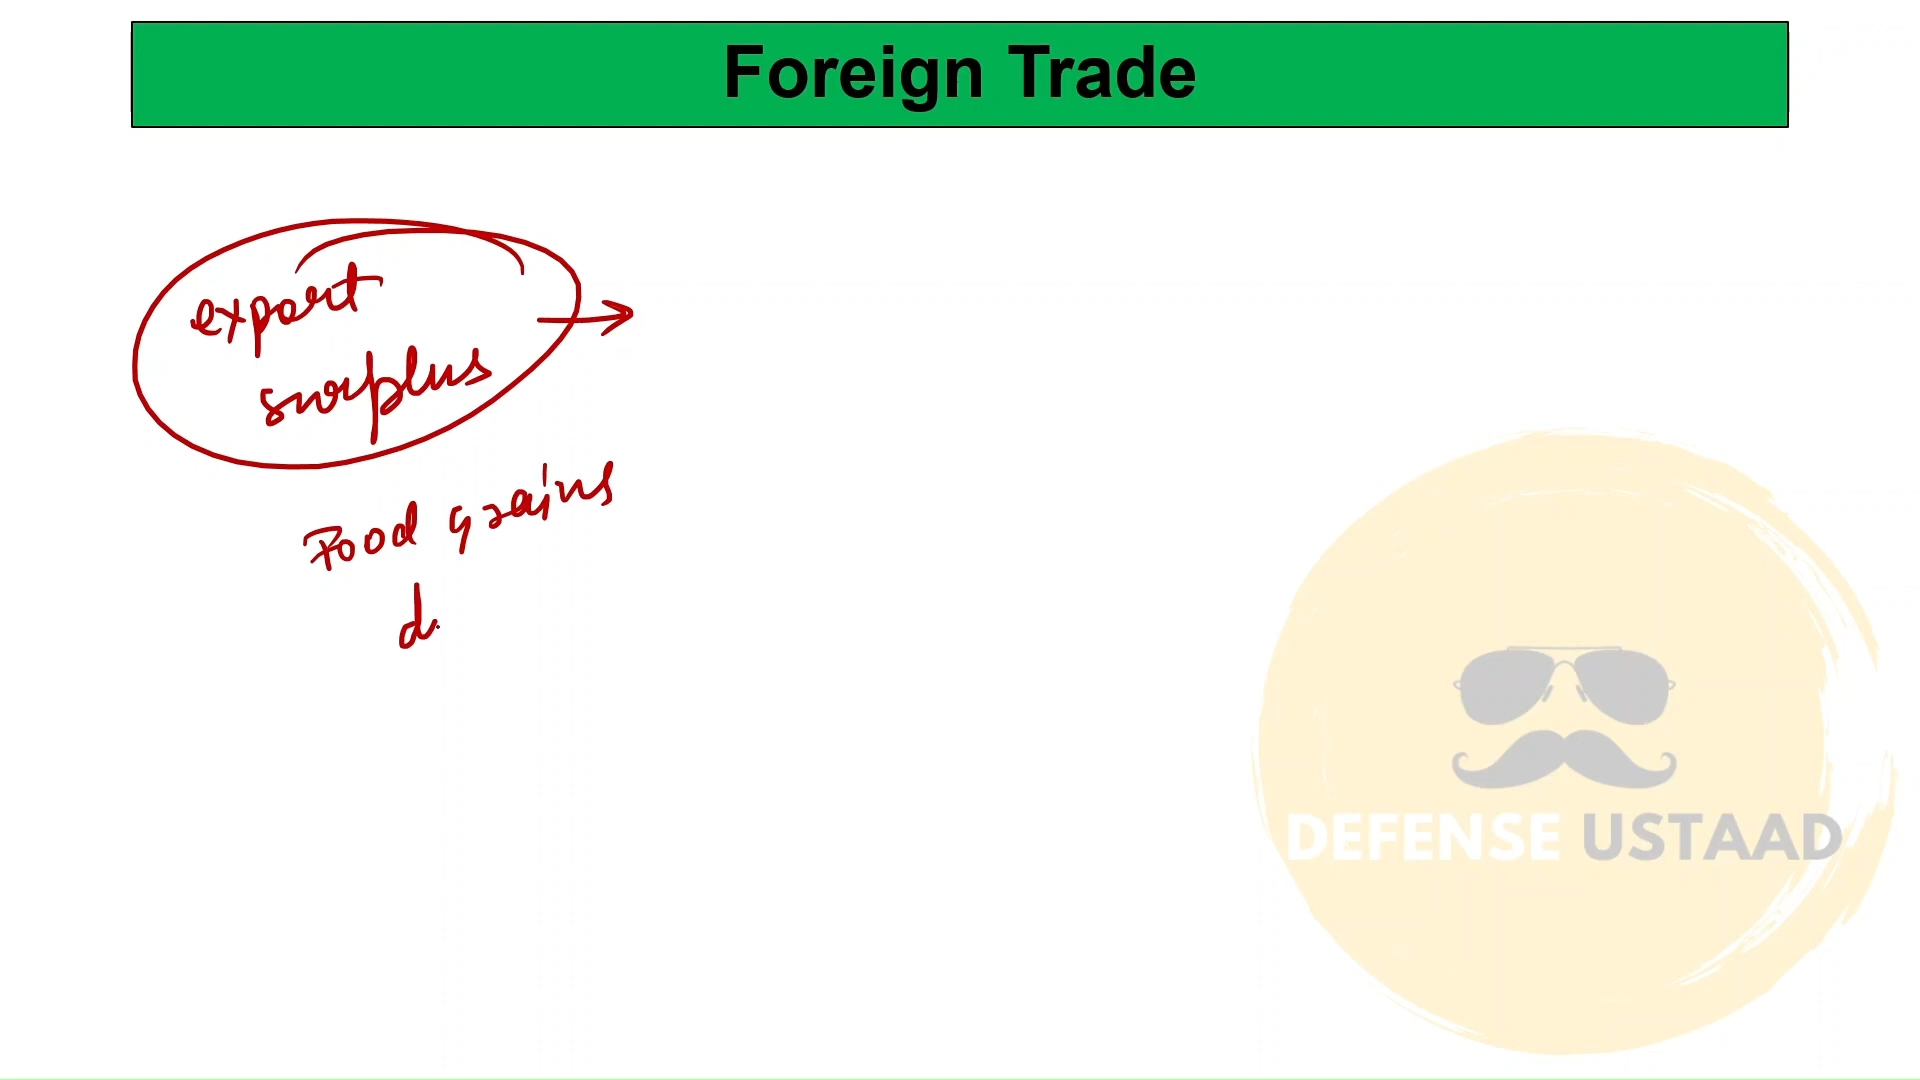 Foreign Trade
export
surplus
Food grains
d
DEFENSE USTAAD